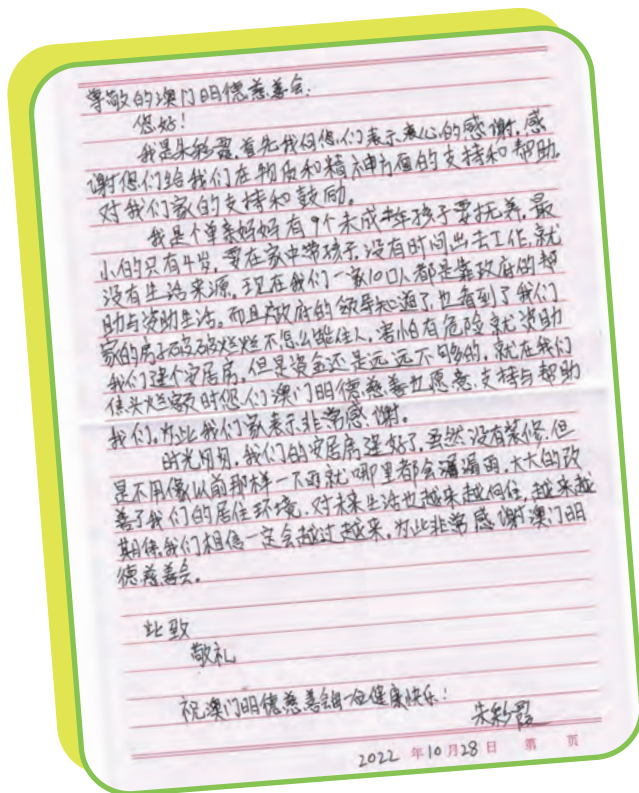 尊敬的澳门明德慈善会:
您好!
我是朱彩霞,首先我向您们表示衷心的感谢,感
谢您们给我们在物质和精神方面的支持和帮助。
对我们家的支持和鼓励。
我是个单亲妈妈有9个未成年孩子要抚养,最
小的只有4岁,要在家中带孩子,没有时间出去工作,就
没有生活来源,现在我们一家10口人都是靠政府的帮
助与资助生活。而且政府的领导知道了,也看到了我们
家的房子破破烂烂不怎么能住人,害怕有危险就资助
我们建个安居房,但是资金还是远远不够的,就在我们
焦头烂额时您们澳门明德慈善也愿意支持与帮助
我们,为此我们家表示非常感谢。
时光匆匆,我们的安居房建好了,虽然没有装修,但
是不用像以前那样一下雨就哪里都会漏漏雨,大大的改
善了我们的居住环境。对未来生活也越来越向住,越来越
期待,我们相信一定会越过越来,为此非常感谢澳门明
德慈善会。
此致
敬礼
祝澳门明德慈善会每一位健康快乐!
朱彩霞
2022 年 10 月 28 日 第 页